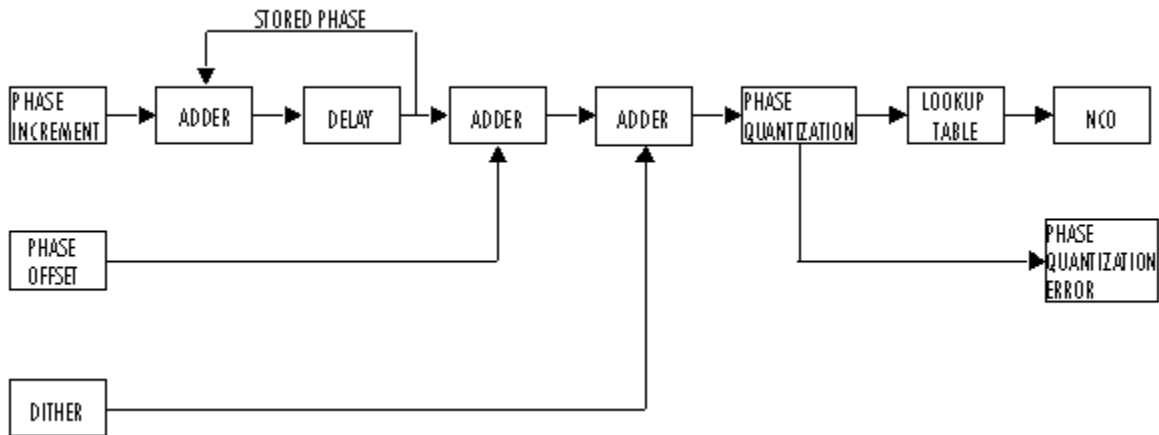 STORED PHASE
PHASE
INCREMENT
ADDER
DELAY
ADDER
ADDER
PHASE
QUANTIZATION
LOOKUP
TABLE
NCO
PHASE
OFFSET
PHASE
QUANTIZATION
ERROR
DITHER